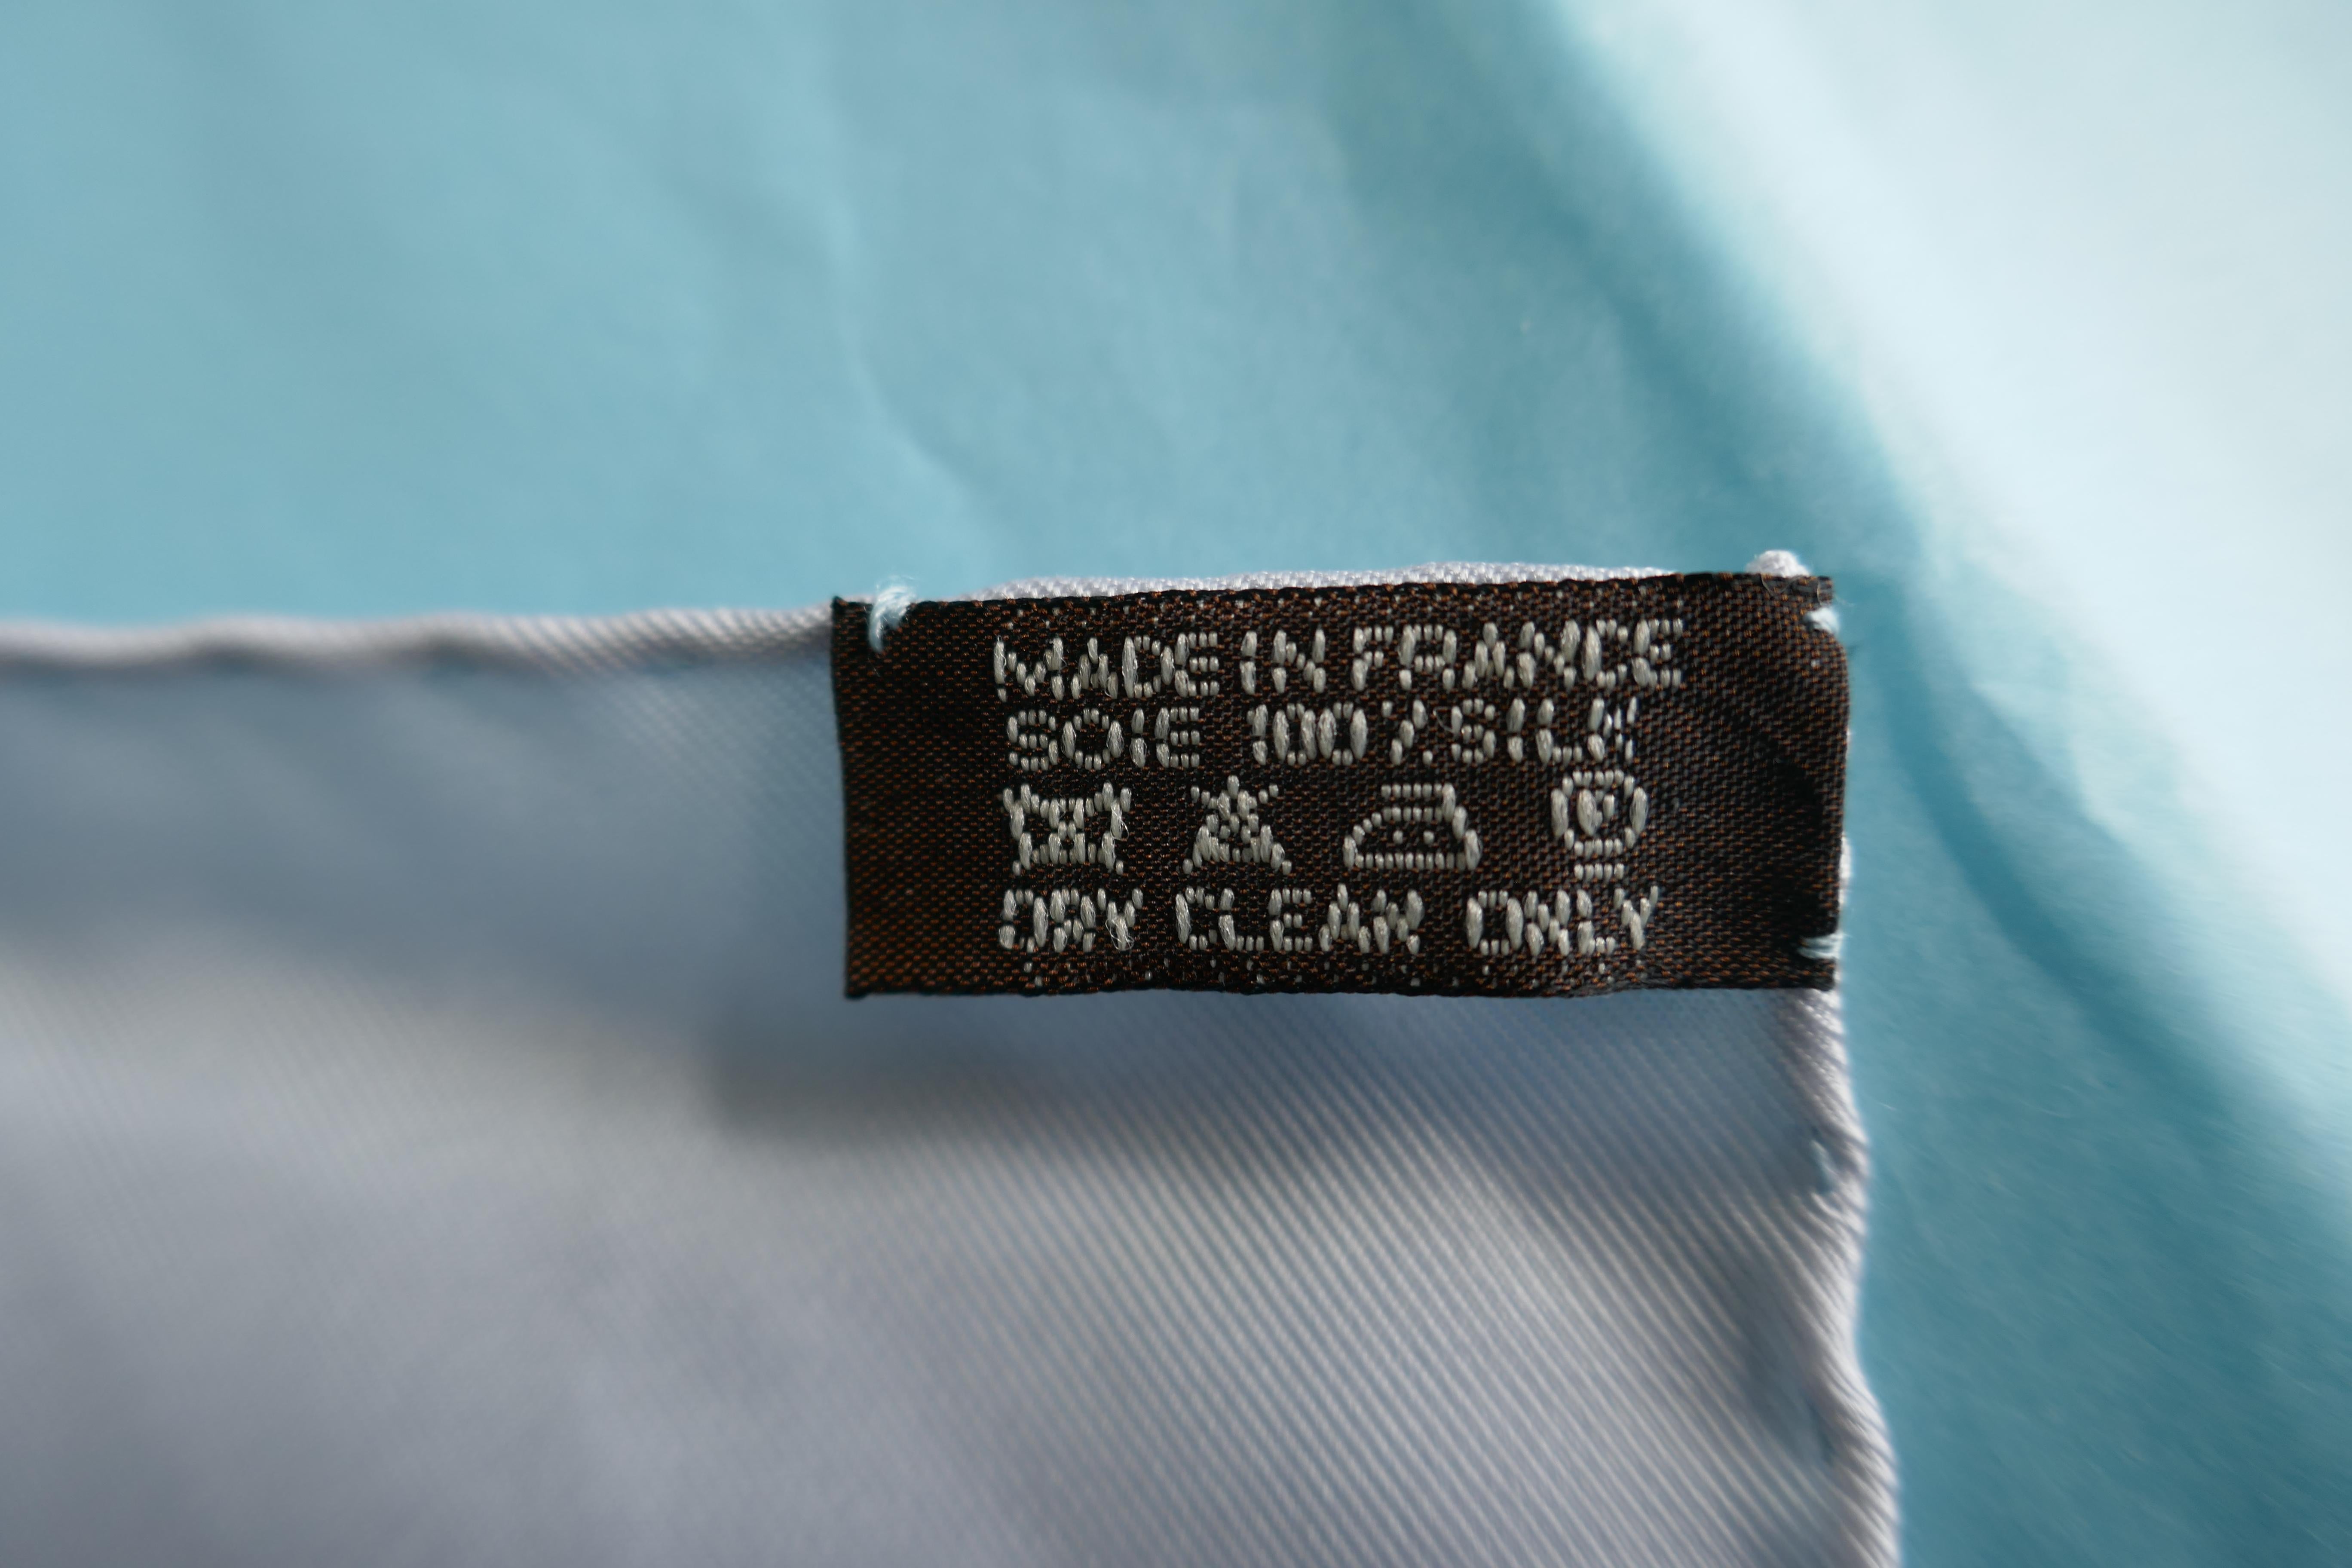 MADE IN FRANCE
SOIE 100% SILK
P
DRY CLEAN ONLY